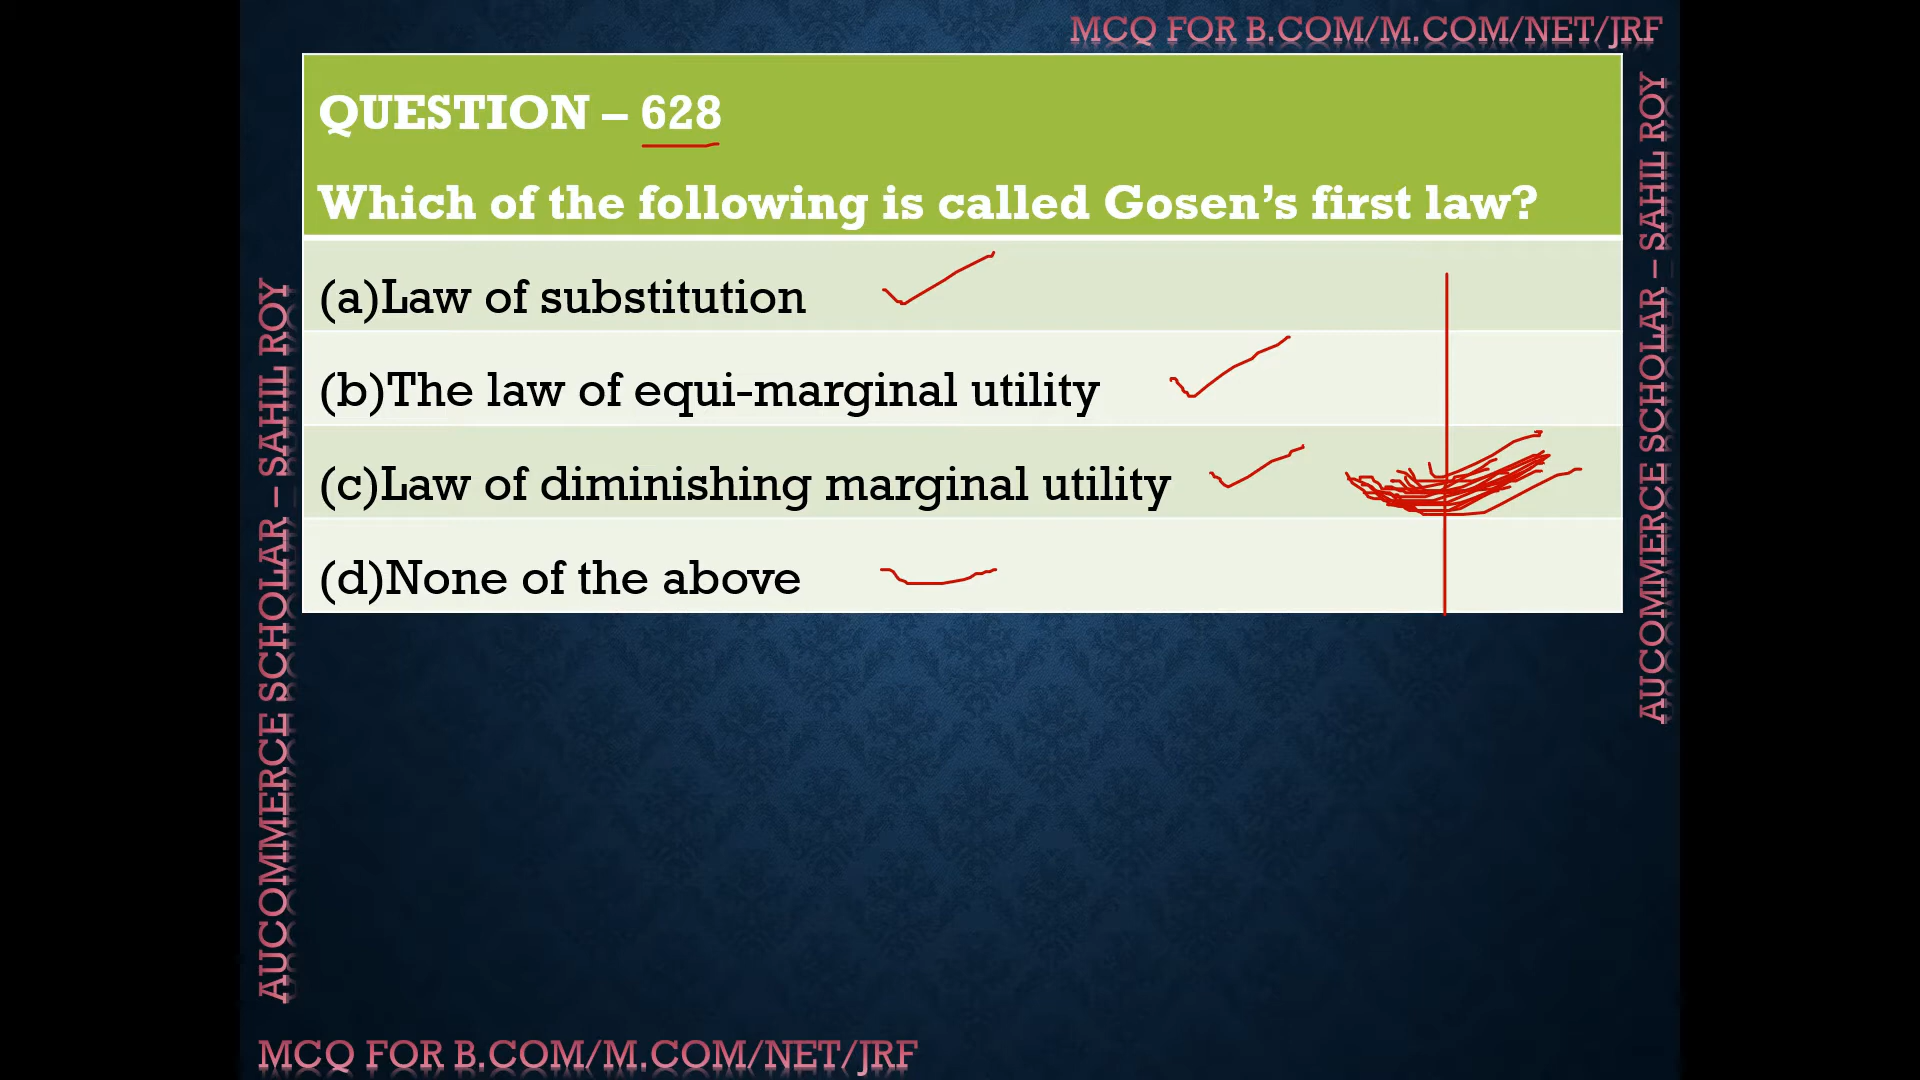 MCQ FOR B.COM/M.COM/NET/JRF
QUESTION – 628
Which of the following is called Gosen’s first law?
(a)Law of substitution
(b)The law of equi-marginal utility
(c)Law of diminishing marginal utility
(d)None of the above
AUCOMMERCE SCHOLAR – SAHIL ROY
AUCOMMERCE SCHOLAR – SAHIL ROY
MCQ FOR B.COM/M.COM/NET/JRF